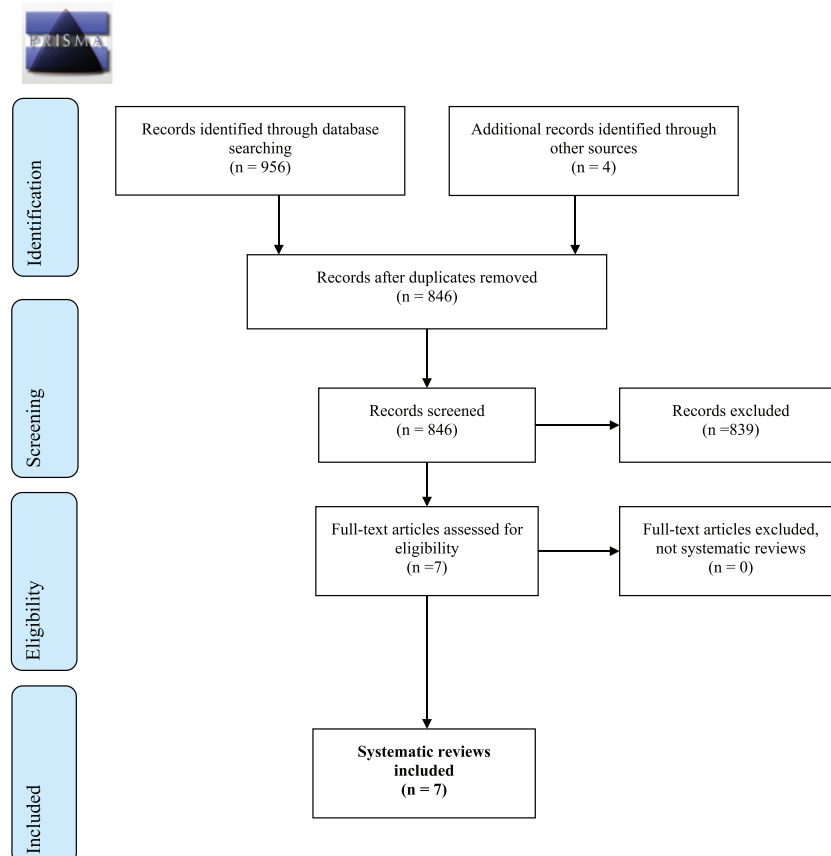 PRISMA
Identification
Records identified through database
searching
(n = 956)
Additional records identified through
other sources
(n = 4)
Records after duplicates removed
(n = 846)
Screening
Records screened
(n = 846)
Records excluded
(n =839)
Eligibility
Full-text articles assessed for
eligibility
(n =7)
Full-text articles excluded,
not systematic reviews
(n = 0)
Included
Systematic reviews
included
(n = 7)